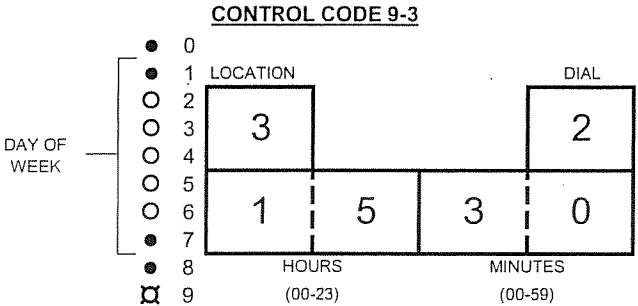 CONTROL CODE 9-3
0
1 LOCATION DIAL
2
3 3 2
DAY OF WEEK 4
5
6 1 5 3 0
7
8 HOURS MINUTES
9 (00-23) (00-59)